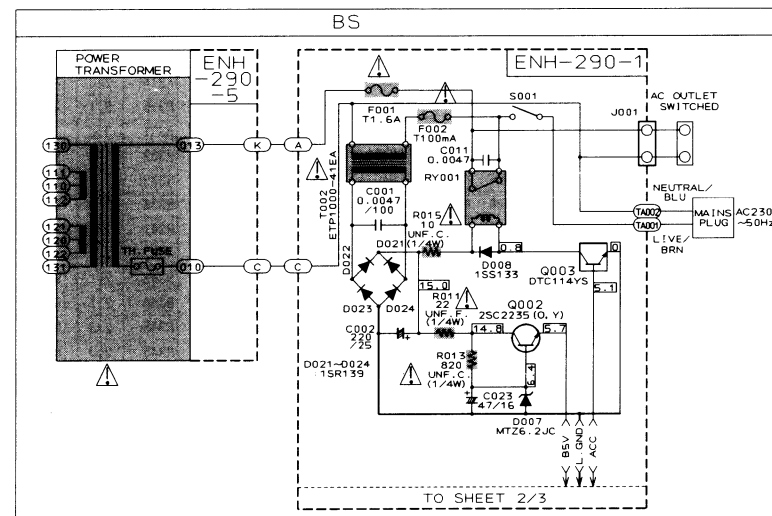 BS
POWER
TRANSFORMER
ENH
-290
-5
ENH-290-1
F001
T1.6A
F002
T100mA
S001
J001
AC OUTLET
SWITCHED
130
111
110
112
121
120
122
131
TH.FUSE
013
010
K
A
C
C
T002
ETP1000-41EA
C001
0.0047
/100
C011
0.0047
RY001
R015
10
UNF.C.
(1/4W)
D021
D022
D023
D024
15.0
R011
22
UNF.F.
(1/4W)
D008
1SS133
0.8
Q003
DTC114YS
0
5.1
NEUTRAL/
BLU
TA002
TA001
LIVE/
BRN
MAINS
PLUG
AC230
~50Hz
C002
220
/25
D021~D024
:1SR139
14.8
Q002
2SC2235(O,Y)
5.7
R013
820
UNF.C.
(1/4W)
6.4
C023
47/16
D007
MTZ6.2JC
B5V
L.GND
ACC
TO SHEET 2/3